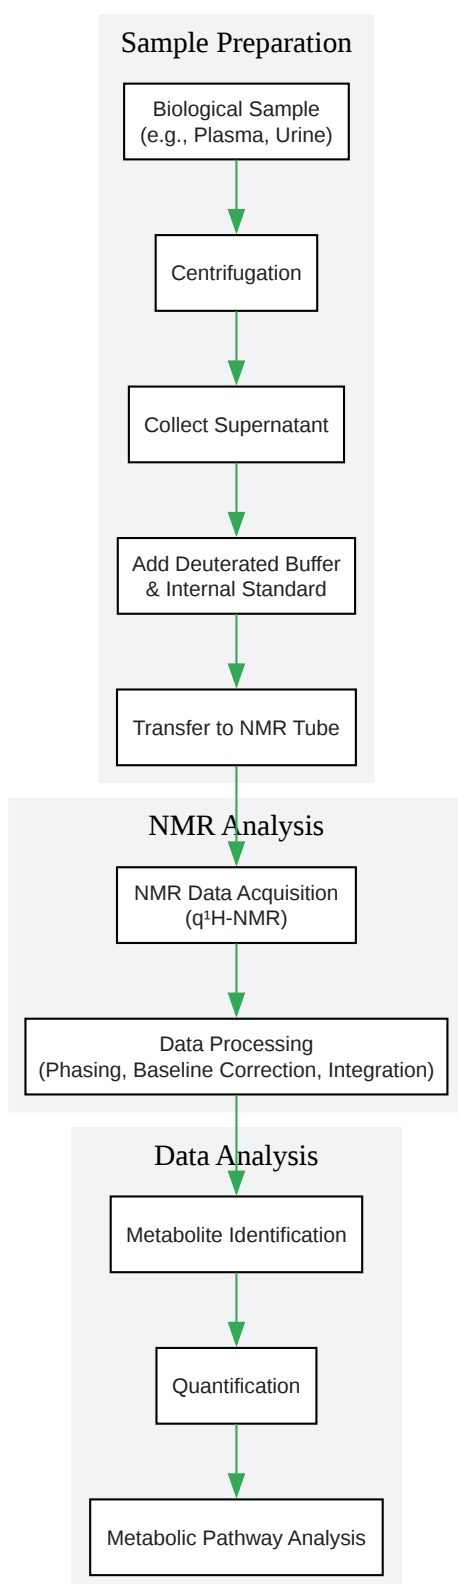 Sample Preparation
Biological Sample
(e.g., Plasma, Urine)
Centrifugation
Collect Supernatant
Add Deuterated Buffer
& Internal Standard
Transfer to NMR Tube
NMR Analysis
NMR Data Acquisition
(q¹H-NMR)
Data Processing
(Phasing, Baseline Correction, Integration)
Data Analysis
Metabolite Identification
Quantification
Metabolic Pathway Analysis